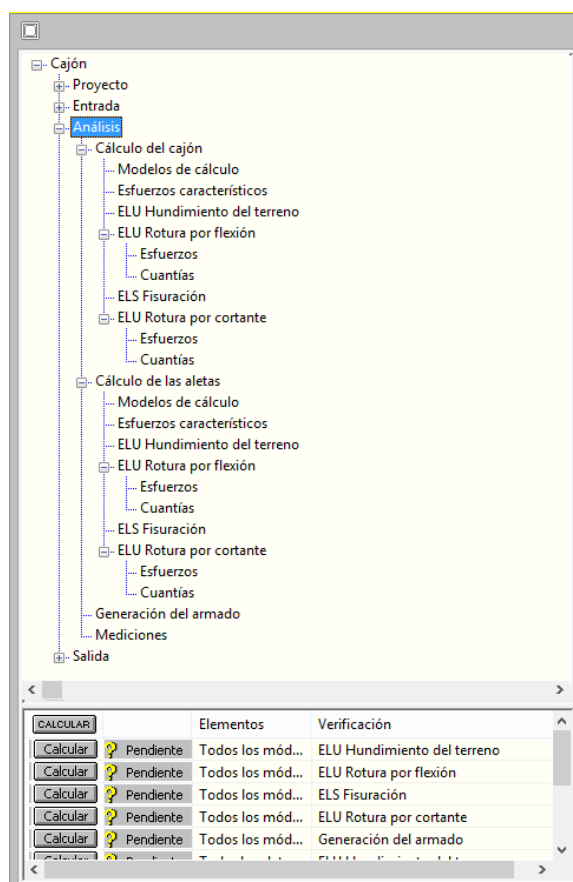 Cajón
Proyecto
Entrada
Análisis
Cálculo del cajón
Modelos de cálculo
Esfuerzos característicos
ELU Hundimiento del terreno
ELU Rotura por flexión
Esfuerzos
Cuantías
ELS Fisuración
ELU Rotura por cortante
Esfuerzos
Cuantías
Cálculo de las aletas
Modelos de cálculo
Esfuerzos característicos
ELU Hundimiento del terreno
ELU Rotura por flexión
Esfuerzos
Cuantías
ELS Fisuración
ELU Rotura por cortante
Esfuerzos
Cuantías
Generación del armado
Mediciones
Salida
CALCULAR Elementos Verificación
Calcular ? Pendiente Todos los mód... ELU Hundimiento del terreno
Calcular ? Pendiente Todos los mód... ELU Rotura por flexión
Calcular ? Pendiente Todos los mód... ELS Fisuración
Calcular ? Pendiente Todos los mód... ELU Rotura por cortante
Calcular ? Pendiente Todos los mód... Generación del armado